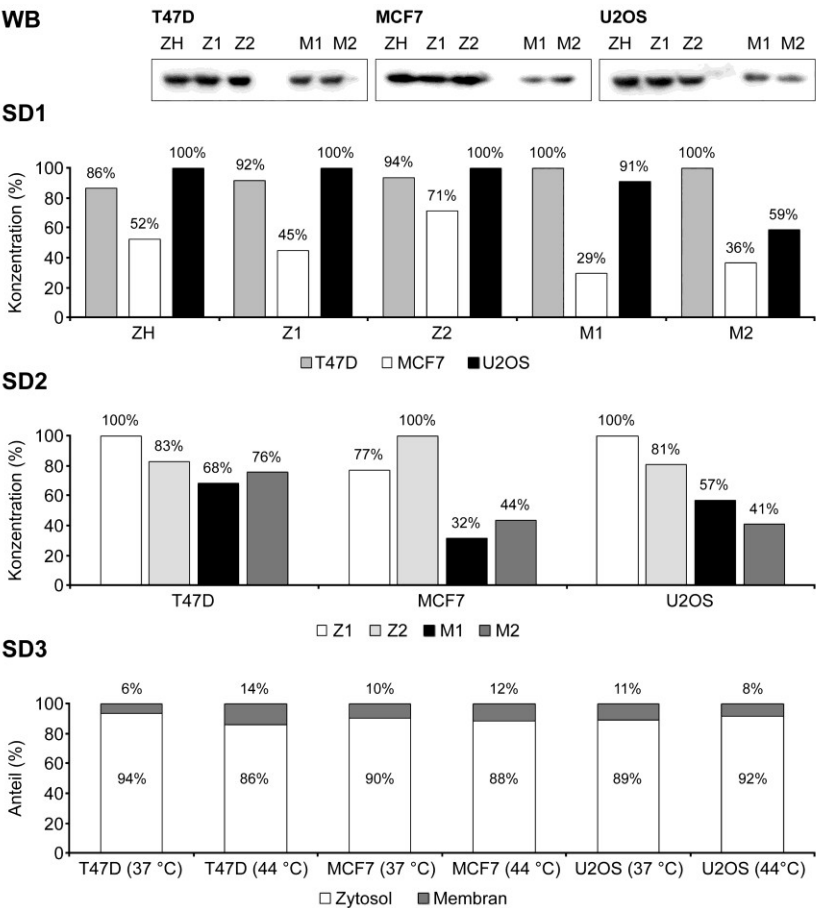 WB
T47D MCF7 U2OS
ZH Z1 Z2 M1 M2 ZH Z1 Z2 M1 M2 ZH Z1 Z2 M1 M2
SD1
Konzentration (%)
100
80
60
40
20
0
86% 52% 100% 92% 45% 100% 94% 71% 100% 100% 29% 91% 100% 36% 59%
ZH Z1 Z2 M1 M2
T47D MCF7 U2OS
SD2
Konzentration (%)
100
80
60
40
20
0
100% 83% 68% 76% 77% 100% 32% 44% 100% 81% 57% 41%
T47D MCF7 U2OS
Z1 Z2 M1 M2
SD3
Anteil (%)
100
80
60
40
20
0
6% 14% 10% 12% 11% 8%
94% 86% 90% 88% 89% 92%
T47D (37 °C) T47D (44 °C) MCF7 (37 °C) MCF7 (44 °C) U2OS (37 °C) U2OS (44°C)
Zytosol Membran